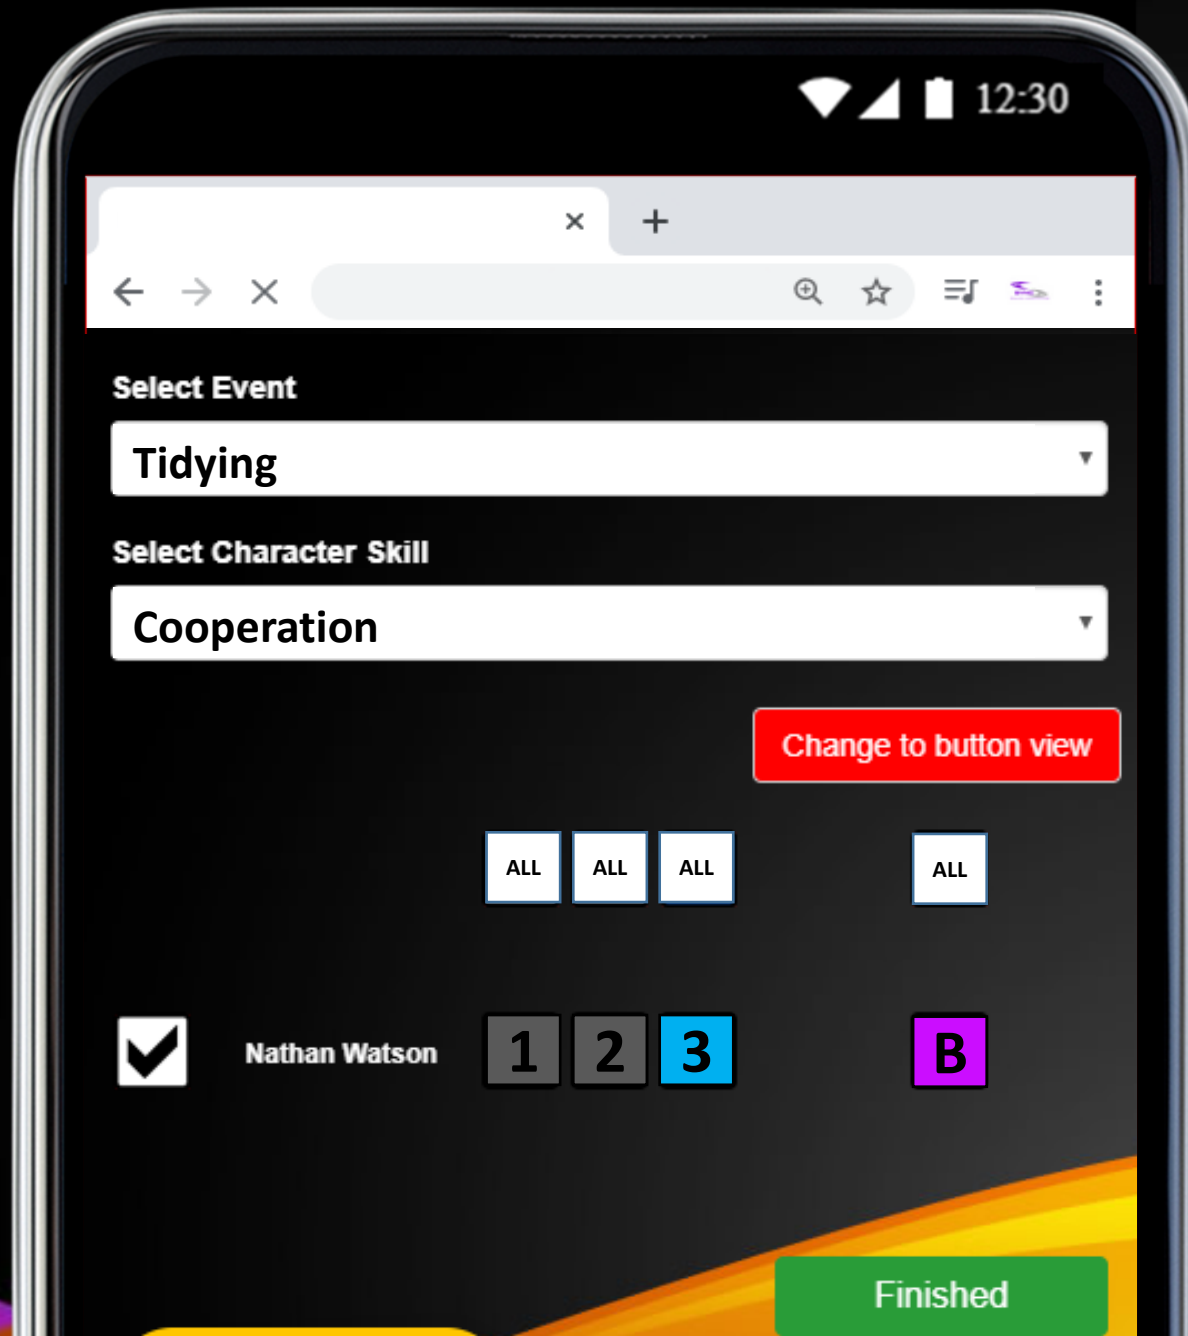 12:30
Select Event
Tidying
Select Character Skill
Cooperation
Change to button view
ALL ALL ALL ALL
Nathan Watson 1 2 3 B
Finished